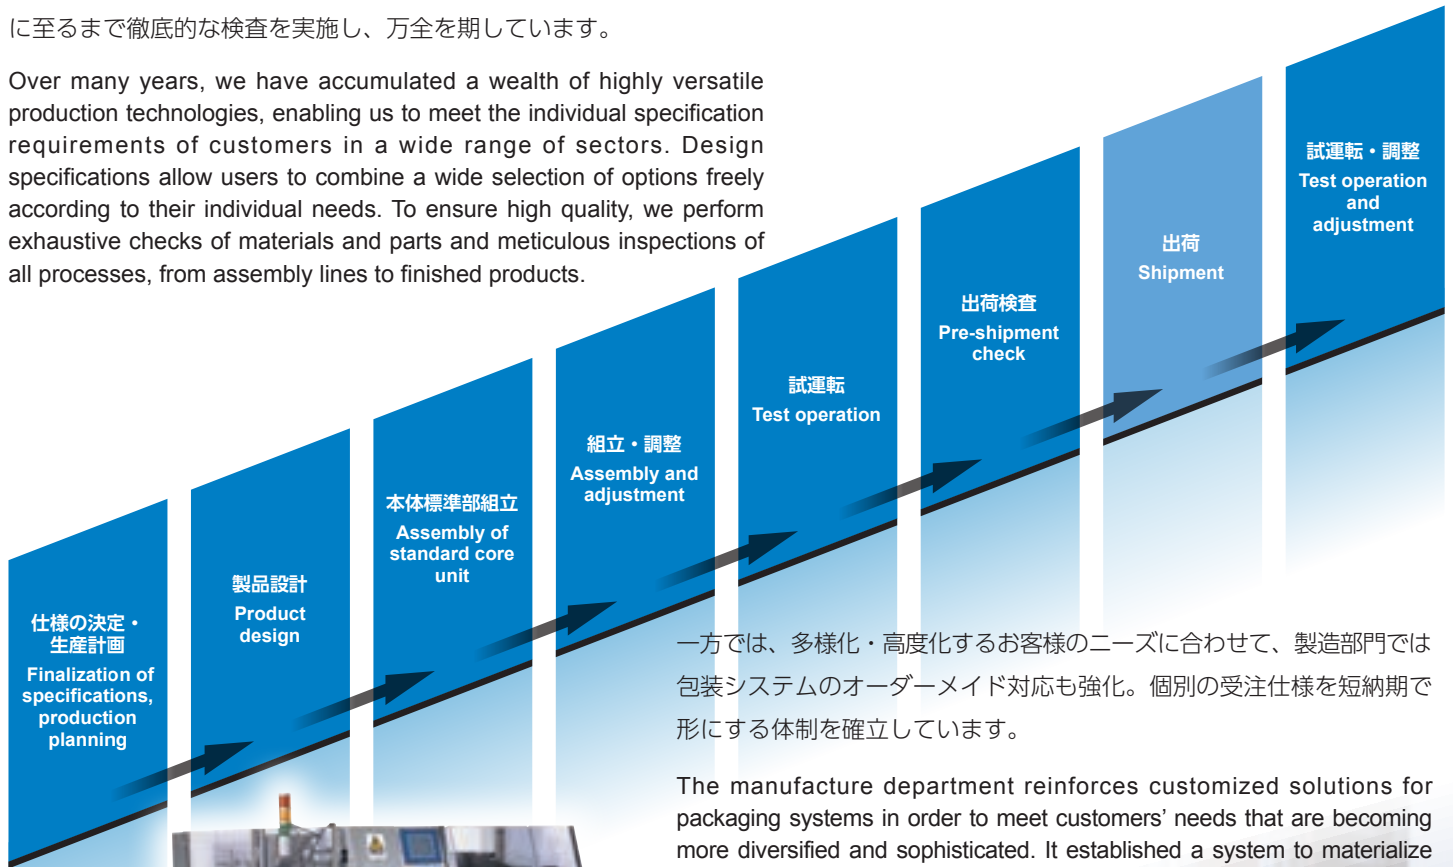 に至るまで徹底的な検査を実施し、万全を期しています。
Over many years, we have accumulated a wealth of highly versatile
production technologies, enabling us to meet the individual specification
requirements of customers in a wide range of sectors. Design
specifications allow users to combine a wide selection of options freely
according to their individual needs. To ensure high quality, we perform
exhaustive checks of materials and parts and meticulous inspections of
all processes, from assembly lines to finished products.
仕様の決定・
生産計画
Finalization of
specifications,
production
planning
製品設計
Product
design
本体標準部組立
Assembly of
standard core
unit
組立・調整
Assembly and
adjustment
試運転
Test operation
出荷検査
Pre-shipment
check
出荷
Shipment
試運転・調整
Test operation
and
adjustment
一方では、多様化・高度化するお客様のニーズに合わせて、製造部門では
包装システムのオーダーメイド対応も強化。個別の受注仕様を短納期で
形にする体制を確立しています。
The manufacture department reinforces customized solutions for
packaging systems in order to meet customers’ needs that are becoming
more diversified and sophisticated. It established a system to materialize